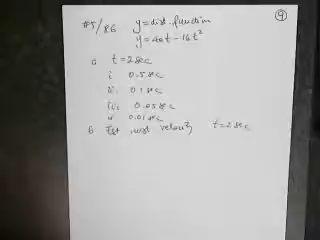 9
#5/86 y = dist. function
y = 40t - 16t²
a t = 2 sec
i 0.5 sec
ii 0.1 sec
iii 0.05 sec
iv 0.01 sec
b Est inst velocity t = 2 sec